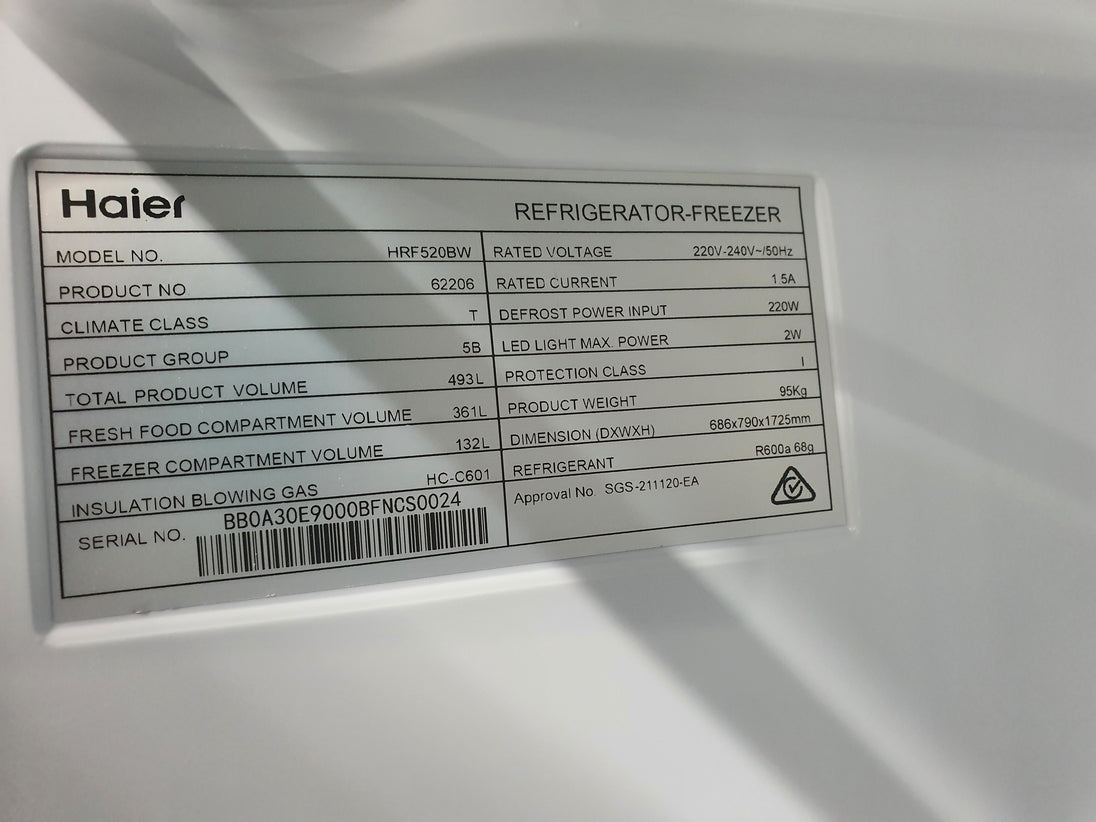 Haier
REFRIGERATOR-FREEZER
MODEL NO. HRF520BW
PRODUCT NO 62206
CLIMATE CLASS T
PRODUCT GROUP 5B
TOTAL PRODUCT VOLUME 493L
FRESH FOOD COMPARTMENT VOLUME 361L
FREEZER COMPARTMENT VOLUME 132L
INSULATION BLOWING GAS HC-C601
SERIAL NO. BB0A30E9000BFNCS0024
RATED VOLTAGE 220V-240V~/50Hz
RATED CURRENT 1.5A
DEFROST POWER INPUT 220W
LED LIGHT MAX. POWER 2W
PROTECTION CLASS I
PRODUCT WEIGHT 95Kg
DIMENSION (DXWXH) 686x790x1725mm
REFRIGERANT R600a 68g
Approval No. SGS-211120-EA